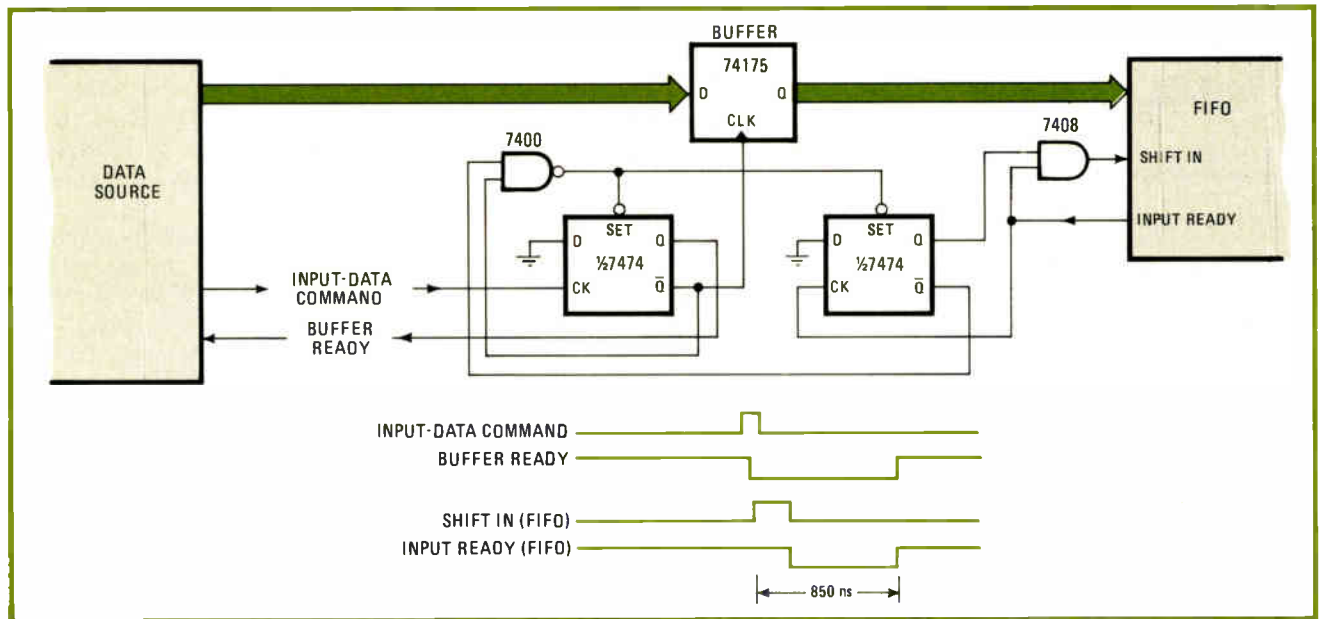 BUFFER
74175
D Q
CLK
DATA
SOURCE
FIFO
7408
SHIFT IN
INPUT READY
7400
SET
D Q
½7474
CK Q̅
SET
D Q
½7474
CK Q̅
INPUT-DATA
COMMAND
BUFFER
READY
INPUT-DATA COMMAND
BUFFER READY
SHIFT IN (FIFO)
INPUT READY (FIFO)
850 ns